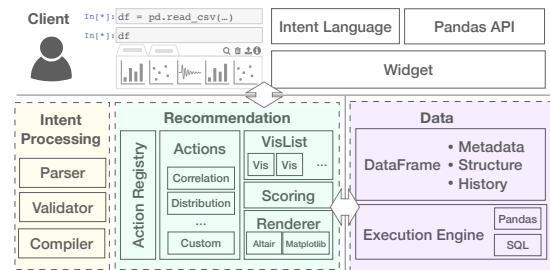 Client
In[*]: df = pd.read_csv(…)
In[*]: df
Intent Language
Pandas API
Widget
Intent
Processing
Parser
Validator
Compiler
Recommendation
Action Registry
Actions
Correlation
Distribution
...
Custom
VisList
Vis Vis ...
Scoring
Renderer
Altair Matplotlib
Data
DataFrame
• Metadata
• Structure
• History
Execution Engine
Pandas
SQL